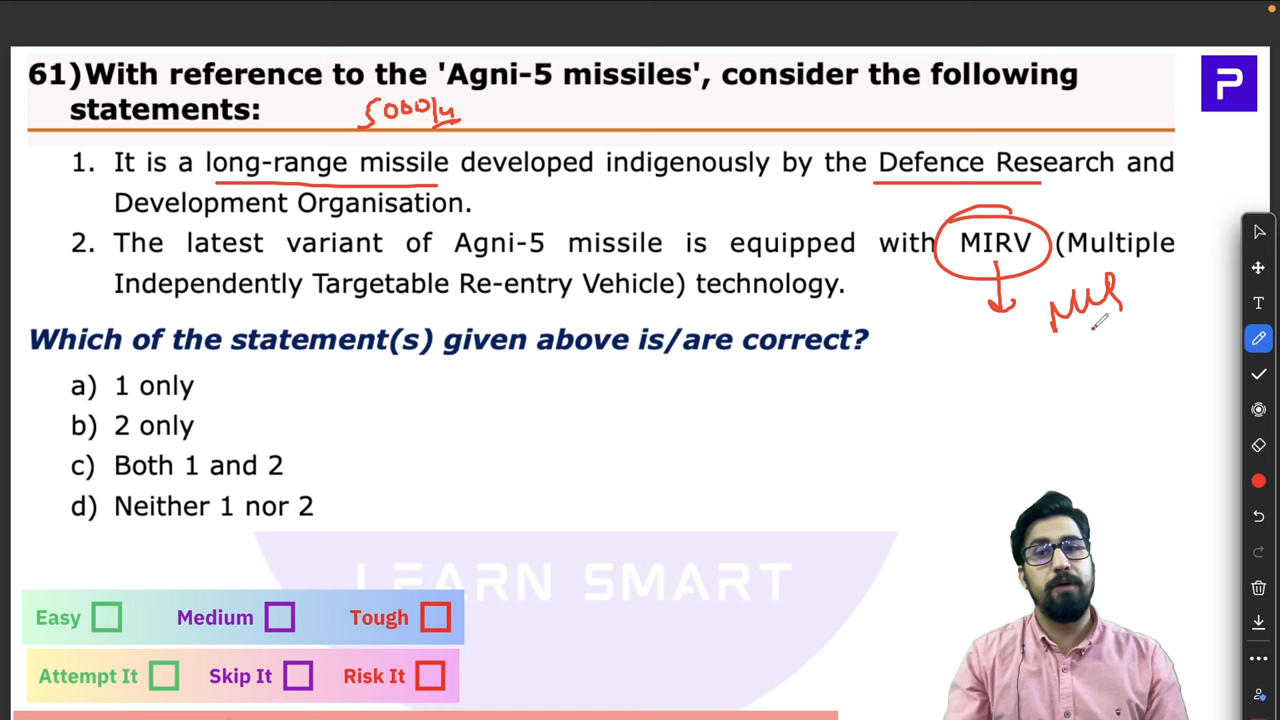 61)With reference to the 'Agni-5 missiles', consider the following
statements:
1. It is a long-range missile developed indigenously by the Defence Research and
Development Organisation.
2. The latest variant of Agni-5 missile is equipped with MIRV (Multiple
Independently Targetable Re-entry Vehicle) technology.
Which of the statement(s) given above is/are correct?
a) 1 only
b) 2 only
c) Both 1 and 2
d) Neither 1 nor 2
LEARN SMART
Easy Medium Tough
Attempt It Skip It Risk It